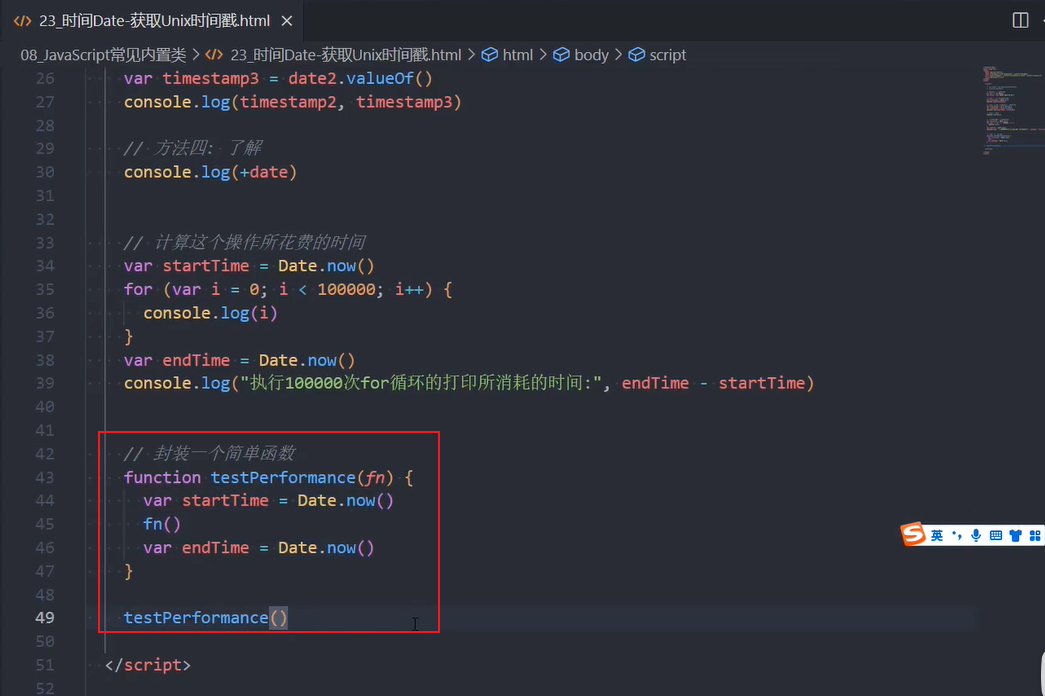 23_时间Date-获取Unix时间戳.html
08_JavaScript常见内置类 > 23_时间Date-获取Unix时间戳.html > html > body > script
26 var timestamp3 = date2.valueOf()
27 console.log(timestamp2, timestamp3)
28
29 // 方法四: 了解
30 console.log(+date)
31
32
33 // 计算这个操作所花费的时间
34 var startTime = Date.now()
35 for (var i = 0; i < 100000; i++) {
36 console.log(i)
37 }
38 var endTime = Date.now()
39 console.log("执行100000次for循环的打印所消耗的时间:", endTime - startTime)
40
41
42 // 封装一个简单函数
43 function testPerformance(fn) {
44 var startTime = Date.now()
45 fn()
46 var endTime = Date.now()
47 }
48
49 testPerformance()
50
51 </script>
52
S 英